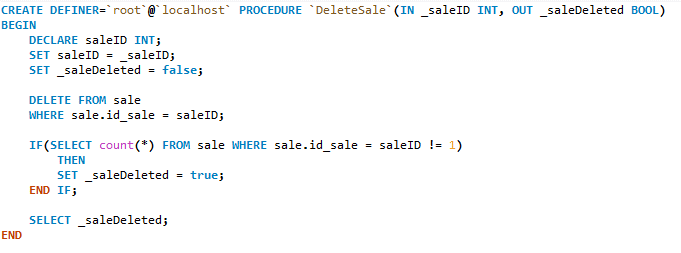 CREATE DEFINER=`root`@`localhost` PROCEDURE `DeleteSale`(IN _saleID INT, OUT _saleDeleted BOOL)
BEGIN
    DECLARE saleID INT;
    SET saleID = _saleID;
    SET _saleDeleted = false;

    DELETE FROM sale
    WHERE sale.id_sale = saleID;

    IF(SELECT count(*) FROM sale WHERE sale.id_sale = saleID != 1)
        THEN
        SET _saleDeleted = true;
    END IF;

    SELECT _saleDeleted;
END